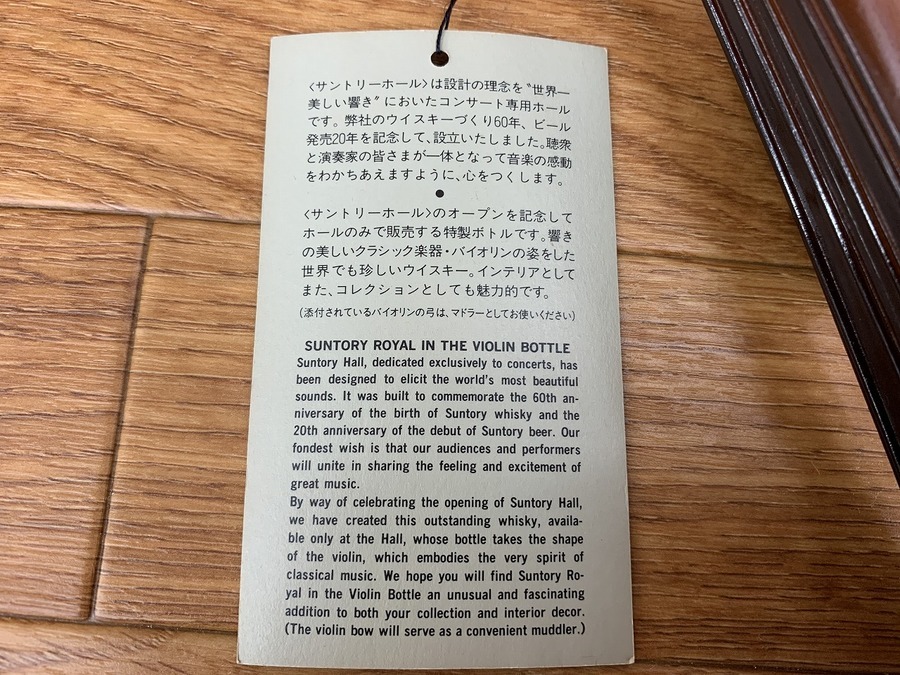 〈サントリーホール〉は設計の理念を〝世界一
美しい響き〟においたコンサート専用ホール
です。弊社のウイスキーづくり60年、ビール
発売20年を記念して、設立いたしました。聴衆
と演奏家の皆さまが一体となって音楽の感動
をわかちあえますように、心をつくします。
●
〈サントリーホール〉のオープンを記念して
ホールのみで販売する特製ボトルです。響き
の美しいクラシック楽器・バイオリンの姿をした
世界でも珍しいウイスキー。インテリアとして
また、コレクションとしても魅力的です。
(添付されているバイオリンの弓は、マドラーとしてお使いください)
SUNTORY ROYAL IN THE VIOLIN BOTTLE
Suntory Hall, dedicated exclusively to concerts, has
been designed to elicit the world's most beautiful
sounds. It was built to commemorate the 60th an-
niversary of the birth of Suntory whisky and the
20th anniversary of the debut of Suntory beer. Our
fondest wish is that our audiences and performers
will unite in sharing the feeling and excitement of
great music.
By way of celebrating the opening of Suntory Hall,
we have created this outstanding whisky, availa-
ble only at the Hall, whose bottle takes the shape
of the violin, which embodies the very spirit of
classical music. We hope you will find Suntory Ro-
yal in the Violin Bottle an unusual and fascinating
addition to both your collection and interior decor.
(The violin bow will serve as a convenient muddler.)